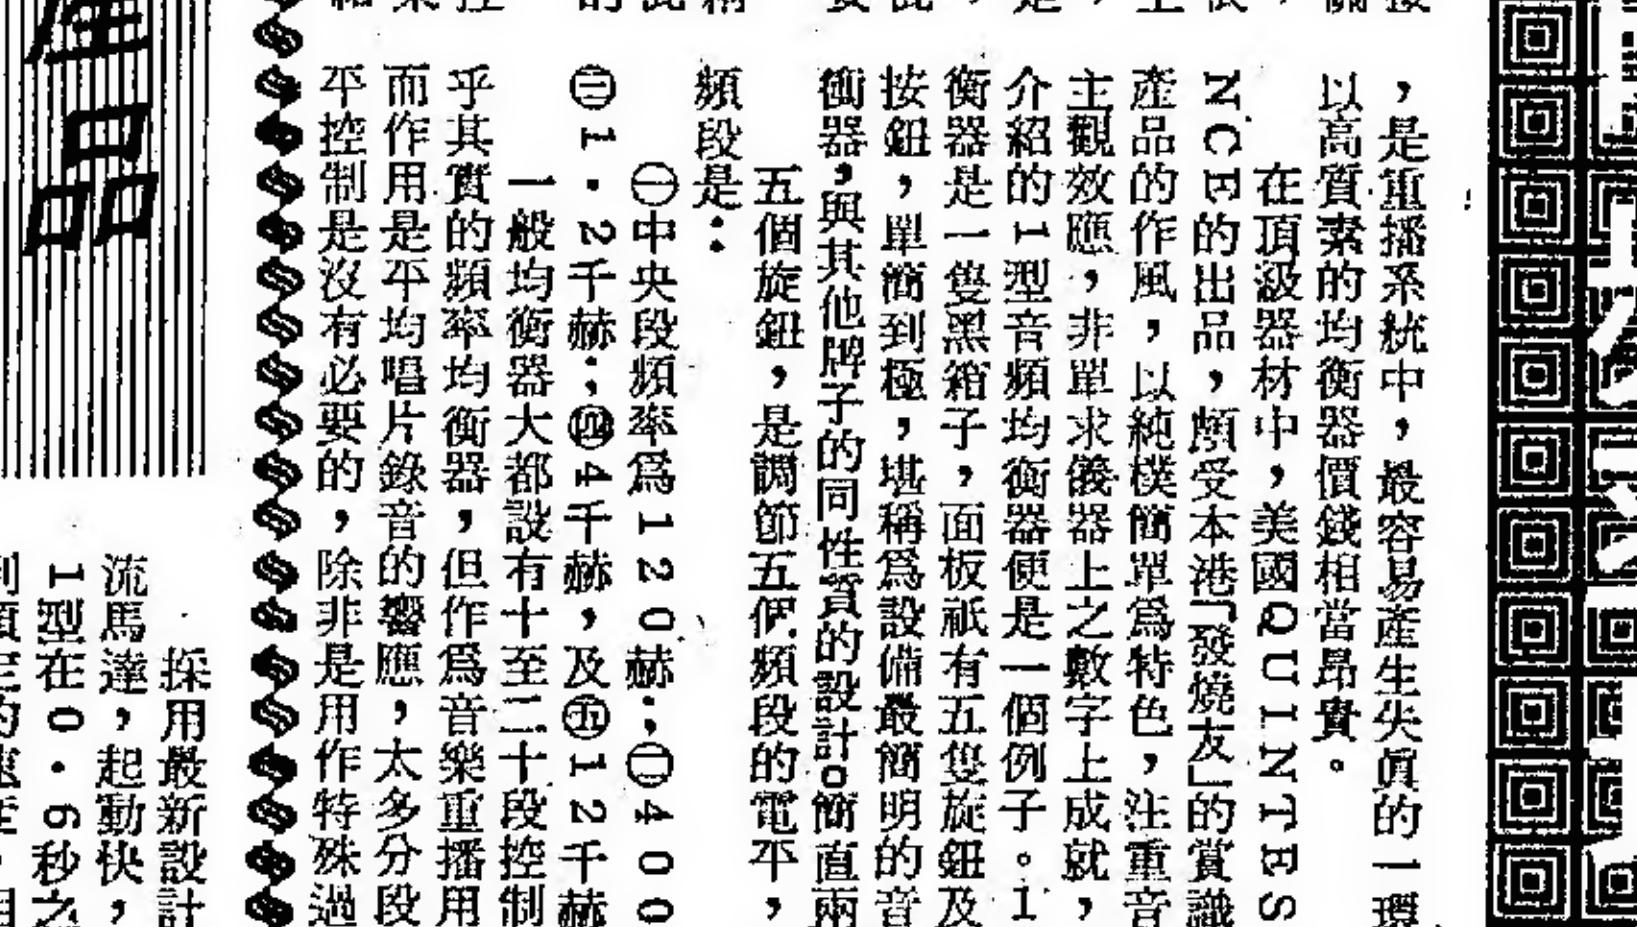 ，是重播系統中，最容易產生失眞的一環
以高質素的均衡器價錢相當昂貴。
在頂級器材中，美國QUINTES
NCE的出品，頗受本港「發燒友」的賞識
產品的作風，以純樸簡單爲特色，注重音
主觀效應，非單求儀器上之數字上成就，
介紹的1型音頻均衡器便是一個例子。1
衡器是一隻黑箱子，面板祇有五隻旋鈕及
按鈕，單簡到極，堪稱爲設備最簡明的音
衝器，與其他牌子的同性質的設計。簡直兩
五個旋鈕，是調節五個頻段的電平，
頻段是：
㊀中央段頻率爲120赫；㊁400
㊂1．2千赫；㊃4千赫，及㊄12千赫
一般均衡器大都設有十至二十段控制
乎其實的頻率均衡器，但作爲音樂重播用
而作用是平均唱片錄音的響應，太多分段
平控制是沒有必要的，除非是用作特殊過
產品
採用最新設計
流馬達，起動快，
1型在0．6秒之